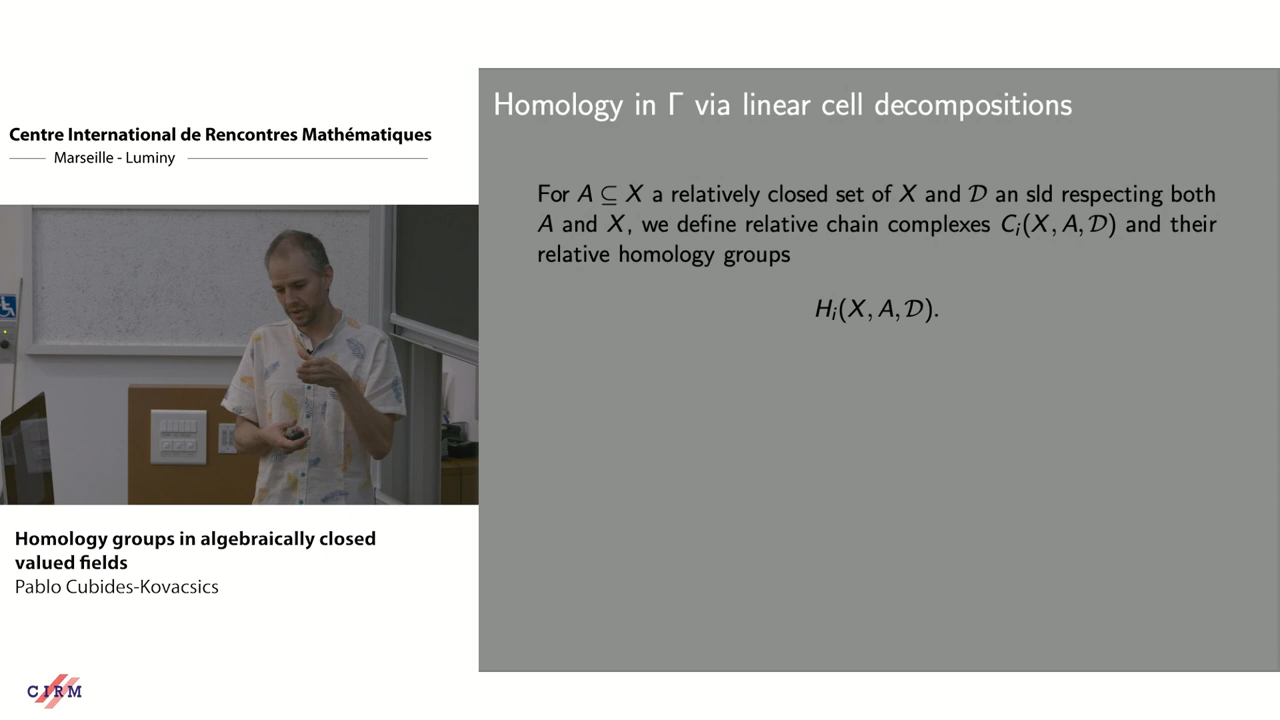 Centre International de Rencontres Mathématiques
Marseille - Luminy
Homology in Γ via linear cell decompositions
For A ⊆ X a relatively closed set of X and 𝒟 an sld respecting both
A and X, we define relative chain complexes Cᵢ(X, A, 𝒟) and their
relative homology groups
Hᵢ(X, A, 𝒟).
Homology groups in algebraically closed
valued fields
Pablo Cubides-Kovacsics
CIRM